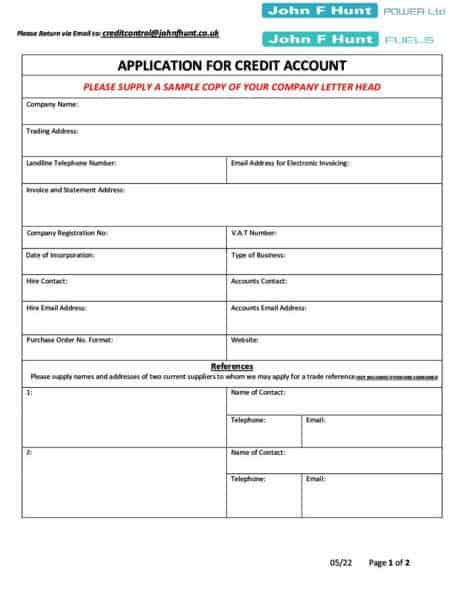 John F Hunt POWER Ltd
Please Return via Email to: creditcontrol@johnfhunt.co.uk
John F Hunt FUELS
APPLICATION FOR CREDIT ACCOUNT
PLEASE SUPPLY A SAMPLE COPY OF YOUR COMPANY LETTER HEAD
Company Name:
Trading Address:
Landline Telephone Number: Email Address for Electronic Invoicing:
Invoice and Statement Address:
Company Registration No: V.A.T Number:
Date of Incorporation: Type of Business:
Hire Contact: Accounts Contact:
Hire Email Address: Accounts Email Address:
Purchase Order No. Format: Website:
References
Please supply names and addresses of two current suppliers to whom we may apply for a trade reference
1: Name of Contact:
Telephone: Email:
2: Name of Contact:
Telephone: Email:
05/22 Page 1 of 2